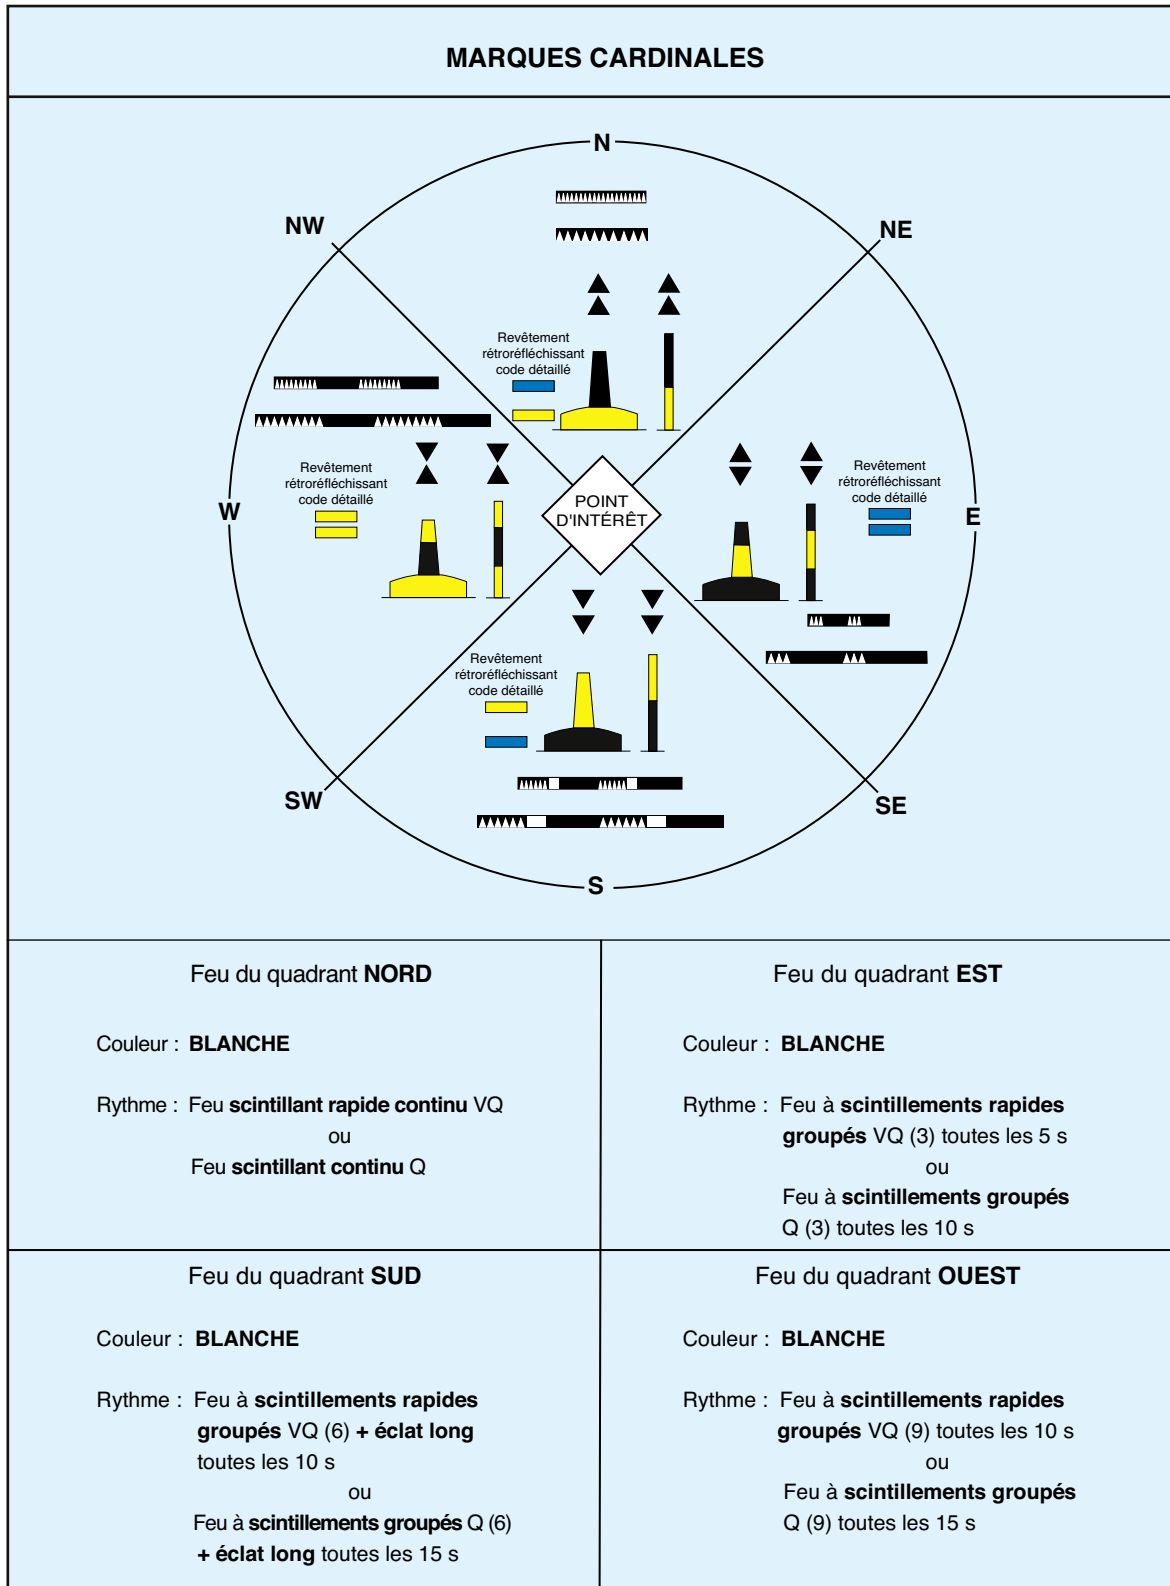 MARQUES CARDINALES
N
NW
NE
Revêtement
rétroréfléchissant
code détaillé
Revêtement
rétroréfléchissant
code détaillé
Revêtement
rétroréfléchissant
code détaillé
W
POINT
D'INTÉRÊT
E
Revêtement
rétroréfléchissant
code détaillé
SW
SE
S
Feu du quadrant NORD
Couleur : BLANCHE
Rythme : Feu scintillant rapide continu VQ
ou
Feu scintillant continu Q
Feu du quadrant EST
Couleur : BLANCHE
Rythme : Feu à scintillements rapides
groupés VQ (3) toutes les 5 s
ou
Feu à scintillements groupés
Q (3) toutes les 10 s
Feu du quadrant SUD
Couleur : BLANCHE
Rythme : Feu à scintillements rapides
groupés VQ (6) + éclat long
toutes les 10 s
ou
Feu à scintillements groupés Q (6)
+ éclat long toutes les 15 s
Feu du quadrant OUEST
Couleur : BLANCHE
Rythme : Feu à scintillements rapides
groupés VQ (9) toutes les 10 s
ou
Feu à scintillements groupés
Q (9) toutes les 15 s